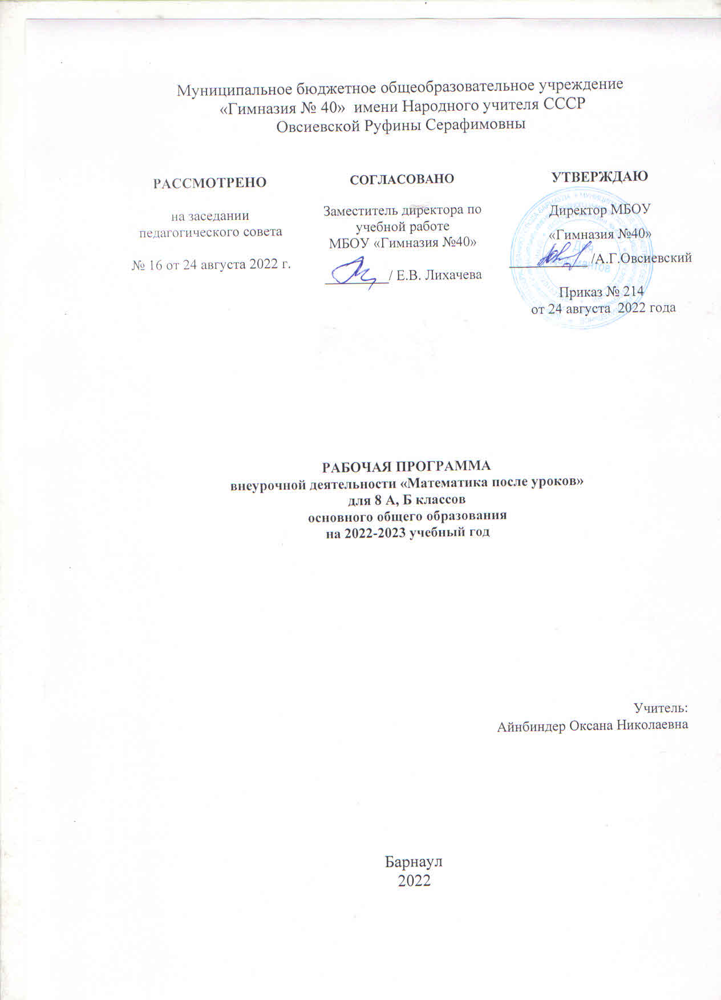 Муниципальное бюджетное общеобразовательное учреждение
«Гимназия № 40» имени Народного учителя СССР
Овсиевской Руфины Серафимовны
РАССМОТРЕНО
на заседании
педагогического совета
№ 16 от 24 августа 2022 г.
СОГЛАСОВАНО
Заместитель директора по
учебной работе
МБОУ «Гимназия №40»
_________/ Е.В. Лихачева
УТВЕРЖДАЮ
Директор МБОУ
«Гимназия №40»
___________/А.Г.Овсиевский
Приказ № 214
от 24 августа 2022 года
Для
документов
РАБОЧАЯ ПРОГРАММА
внеурочной деятельности «Математика после уроков»
для 8 А, Б классов
основного общего образования
на 2022-2023 учебный год
Учитель:
Айнбиндер Оксана Николаевна
Барнаул
2022